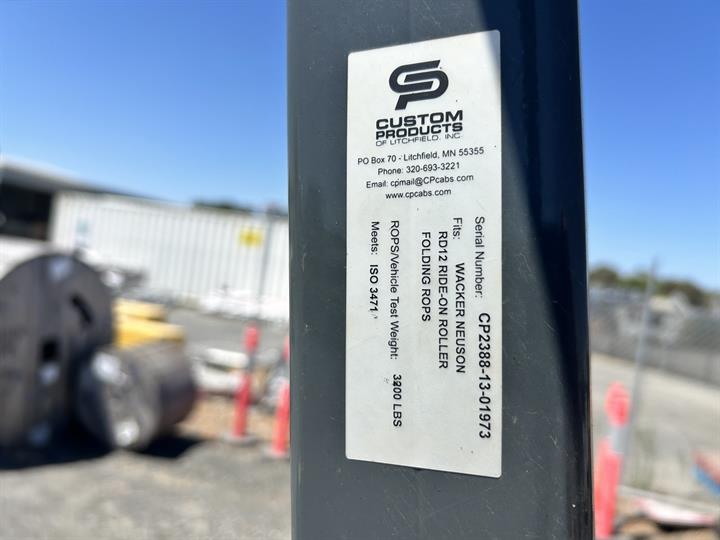 CP
CUSTOM
PRODUCTS
OF LITCHFIELD, INC.
PO Box 70 - Litchfield, MN 55355
Phone: 320-693-3221
Email: cpmail@CPcabs.com
www.cpcabs.com
Serial Number: CP2388-13-01973
Fits: WACKER NEUSON
RD12 RIDE-ON ROLLER
FOLDING ROPS
ROPS/Vehicle Test Weight: 3200 LBS
Meets: ISO 3471